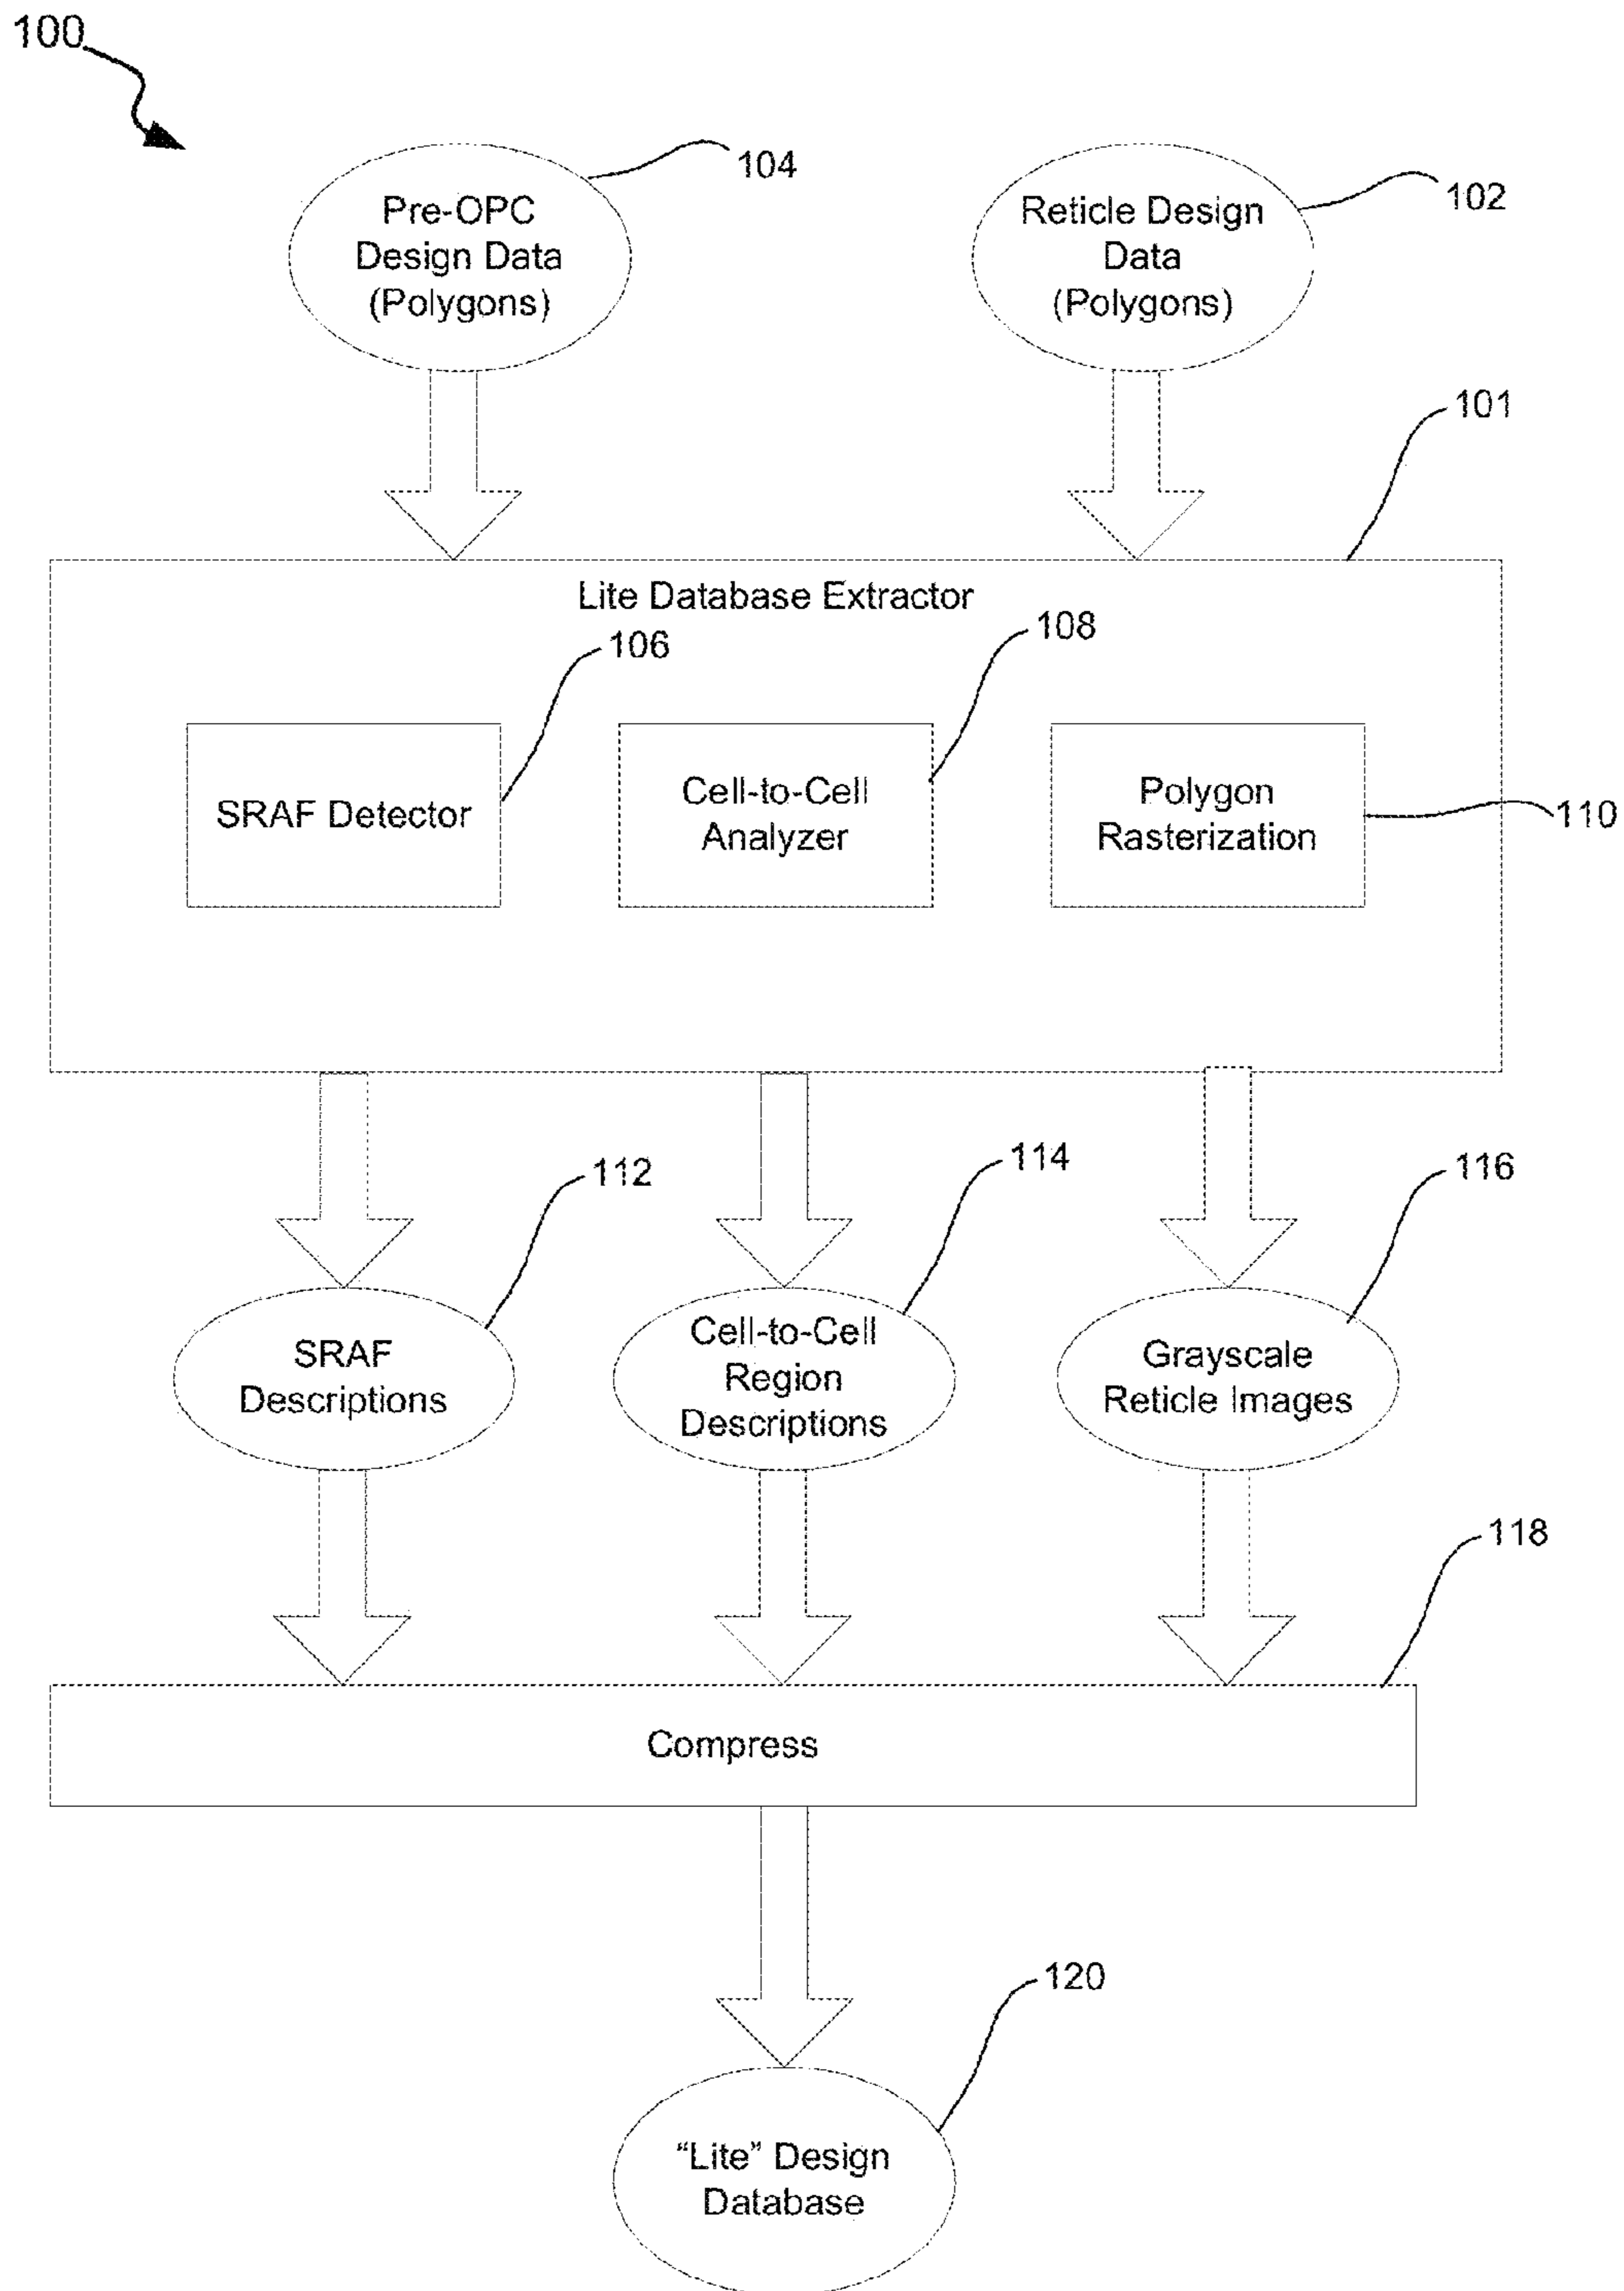 100
104
Pre-OPC
Design Data
(Polygons)
102
Reticle Design
Data
(Polygons)
101
Lite Database Extractor
106
108
SRAF Detector
Cell-to-Cell
Analyzer
Polygon
Rasterization
110
112
114
116
SRAF
Descriptions
Cell-to-Cell
Region
Descriptions
Grayscale
Reticle Images
118
Compress
120
“Lite” Design
Database